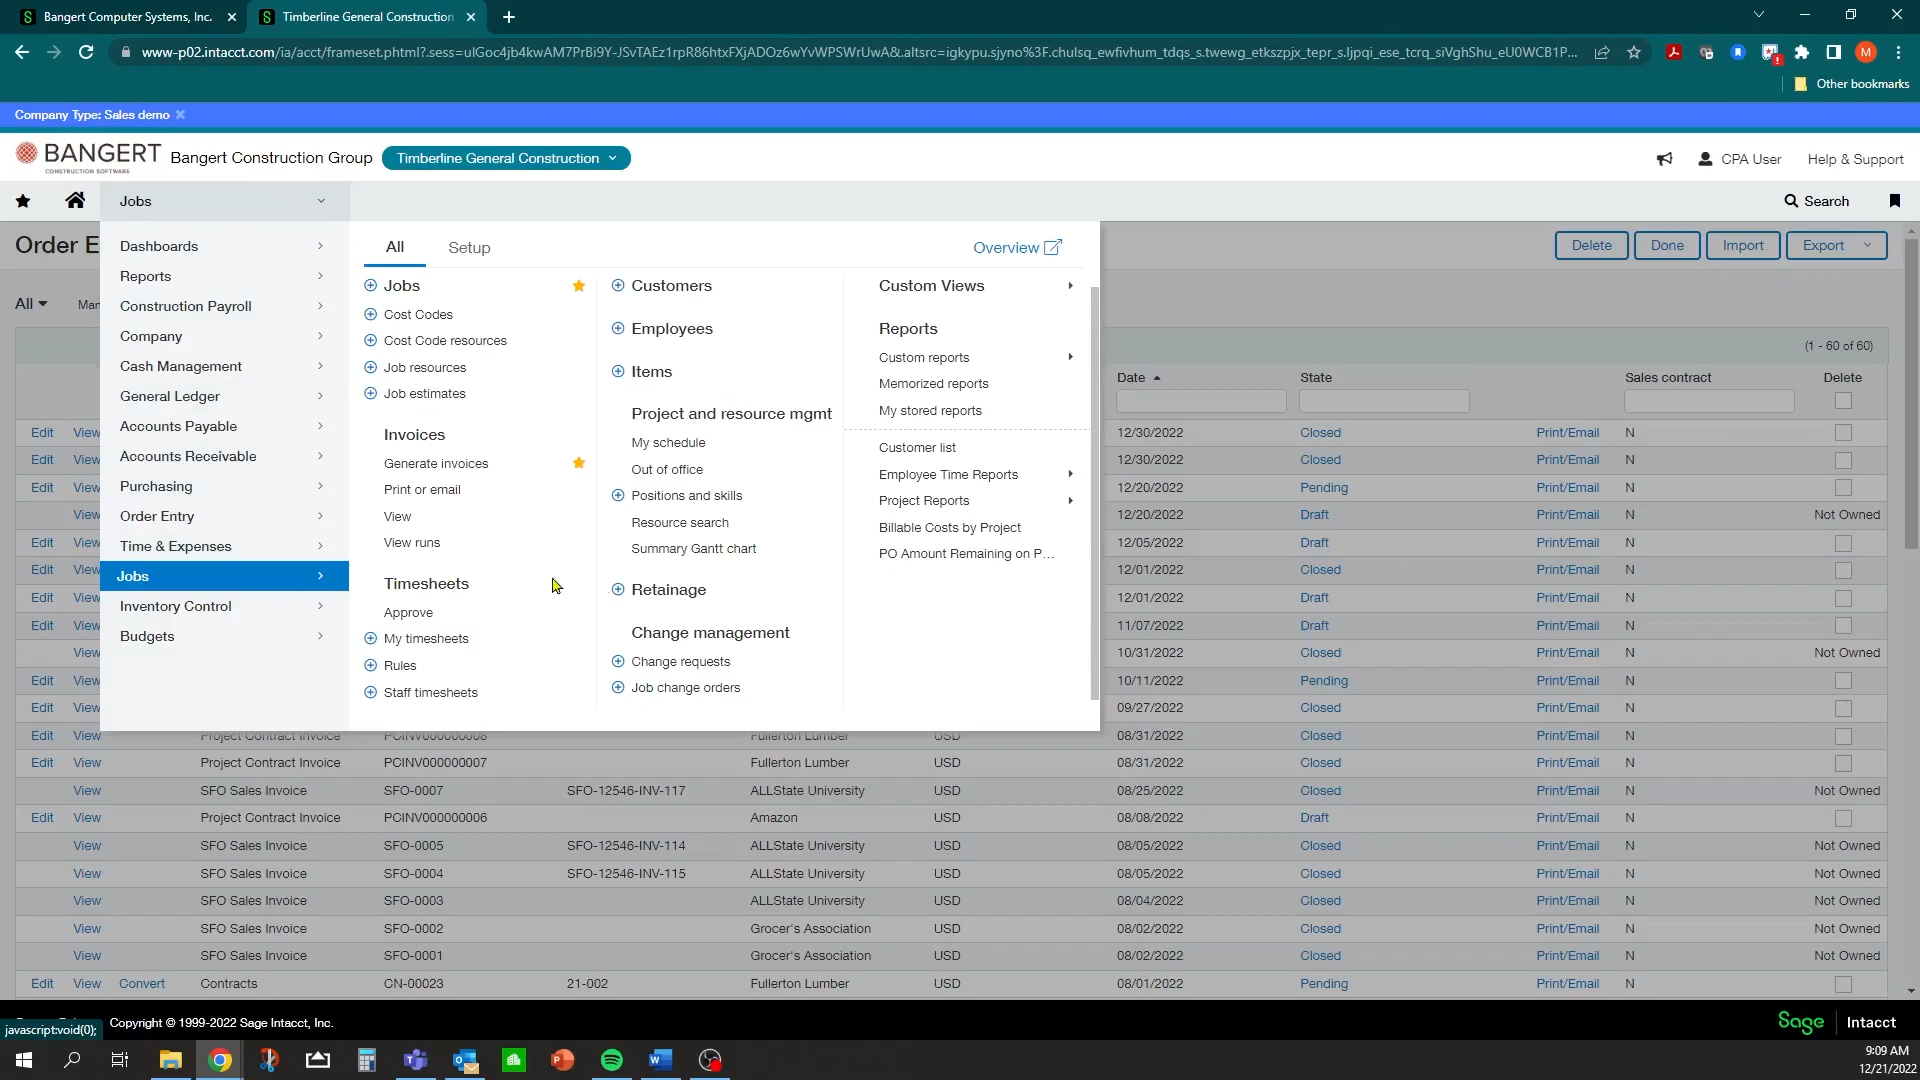 Bangert Computer Systems, Inc.
Timberline General Construction
www-p02.intacct.com/ia/acct/frameset.phtml?.sess=
Other bookmarks
Company Type: Sales demo
BANGERT
CONSTRUCTION SOFTWARE
Bangert Construction Group
Timberline General Construction
CPA User
Help & Support
Jobs
Search
Order E
Delete
Done
Import
Export
All
Man
(1 - 60 of 60)
Date
State
Sales contract
Delete
Dashboards
Reports
Construction Payroll
Company
Cash Management
General Ledger
Accounts Payable
Accounts Receivable
Purchasing
Order Entry
Time & Expenses
Jobs
Inventory Control
Budgets
All
Setup
Overview
Jobs
Cost Codes
Cost Code resources
Job resources
Job estimates
Invoices
Generate invoices
Print or email
View
View runs
Timesheets
Approve
My timesheets
Rules
Staff timesheets
Customers
Employees
Items
Project and resource mgmt
My schedule
Out of office
Positions and skills
Resource search
Summary Gantt chart
Retainage
Change management
Change requests
Job change orders
Custom Views
Reports
Custom reports
Memorized reports
My stored reports
Customer list
Employee Time Reports
Project Reports
Billable Costs by Project
PO Amount Remaining on P...
Edit View 12/30/2022 Closed Print/Email N
Edit View 12/30/2022 Closed Print/Email N
Edit View 12/20/2022 Pending Print/Email N
View 12/20/2022 Draft Print/Email N Not Owned
Edit View 12/05/2022 Draft Print/Email N
Edit View 12/01/2022 Closed Print/Email N
Edit View 12/01/2022 Draft Print/Email N
Edit View 11/07/2022 Draft Print/Email N
View 10/31/2022 Closed Print/Email N Not Owned
Edit View 10/11/2022 Pending Print/Email N
Edit View 09/27/2022 Closed Print/Email N
Edit View Project Contract Invoice PCINV000000008 Fullerton Lumber USD 08/31/2022 Closed Print/Email N
Edit View Project Contract Invoice PCINV000000007 Fullerton Lumber USD 08/31/2022 Closed Print/Email N
View SFO Sales Invoice SFO-0007 SFO-12546-INV-117 ALLState University USD 08/25/2022 Closed Print/Email N Not Owned
Edit View Project Contract Invoice PCINV000000006 Amazon USD 08/08/2022 Draft Print/Email N
View SFO Sales Invoice SFO-0005 SFO-12546-INV-114 ALLState University USD 08/05/2022 Closed Print/Email N Not Owned
View SFO Sales Invoice SFO-0004 SFO-12546-INV-115 ALLState University USD 08/05/2022 Closed Print/Email N Not Owned
View SFO Sales Invoice SFO-0003 ALLState University USD 08/04/2022 Closed Print/Email N Not Owned
View SFO Sales Invoice SFO-0002 Grocer's Association USD 08/02/2022 Closed Print/Email N Not Owned
View SFO Sales Invoice SFO-0001 Grocer's Association USD 08/02/2022 Closed Print/Email N Not Owned
Edit View Convert Contracts CN-00023 21-002 Fullerton Lumber USD 08/01/2022 Pending Print/Email N
javascript:void(0);
Copyright © 1999-2022 Sage Intacct, Inc.
Sage
Intacct
9:09 AM
12/21/2022